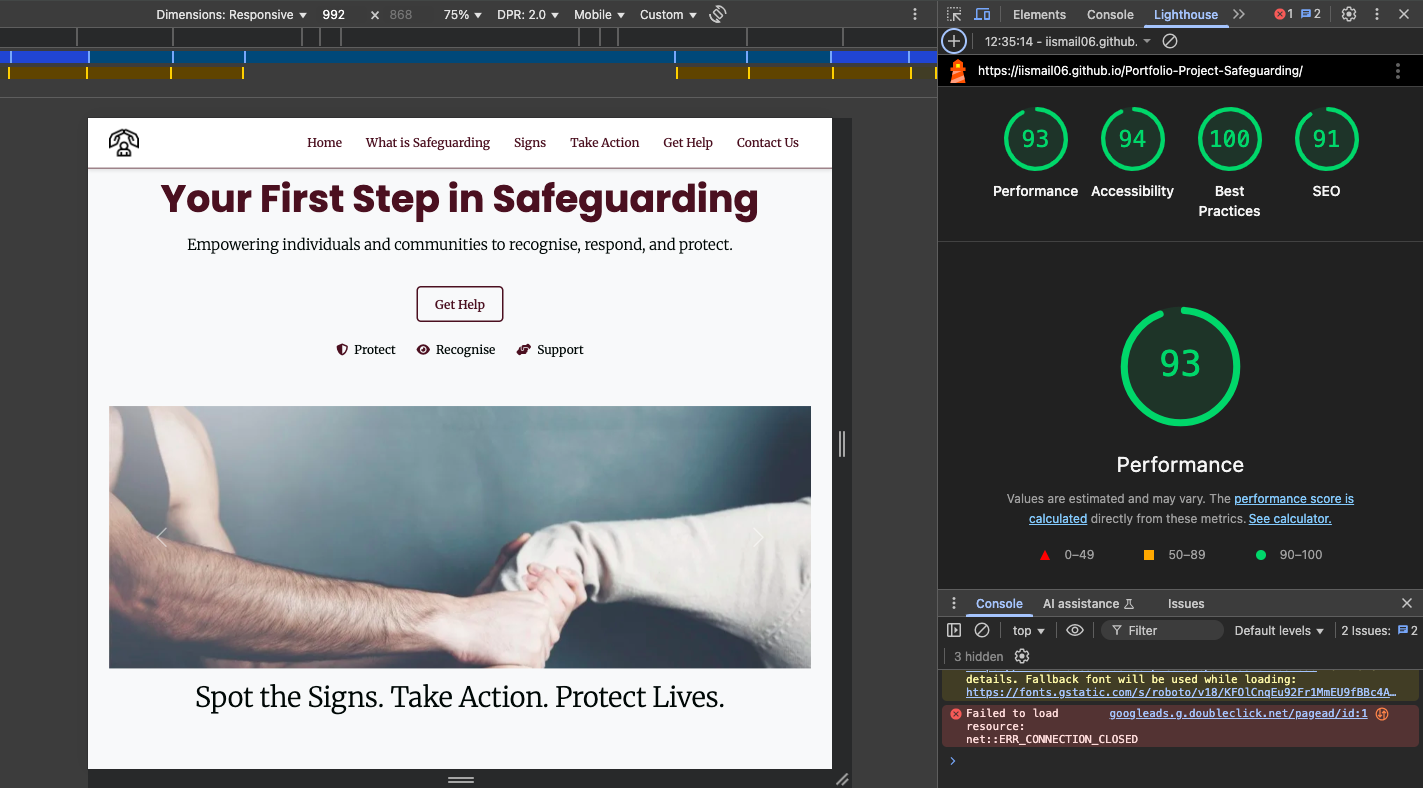 Dimensions: Responsive 992 × 868 75% DPR: 2.0 Mobile Custom
Elements Console Lighthouse 1 2
12:35:14 - iismail06.github.
https://iismail06.github.io/Portfolio-Project-Safeguarding/
Home What is Safeguarding Signs Take Action Get Help Contact Us
Your First Step in Safeguarding
Empowering individuals and communities to recognise, respond, and protect.
Get Help
Protect Recognise Support
Spot the Signs. Take Action. Protect Lives.
93 94 100 91
Performance Accessibility Best Practices SEO
93
Performance
Values are estimated and may vary. The performance score is
calculated directly from these metrics. See calculator.
0–49 50–89 90–100
Console AI assistance Issues
top Filter Default levels 2 Issues: 2
3 hidden
details. Fallback font will be used while loading:
https://fonts.gstatic.com/s/roboto/v18/KFOlCnqEu92Fr1MmEU9fBBc4A…
Failed to load googleads.g.doubleclick.net/pagead/id:1
resource:
net::ERR_CONNECTION_CLOSED